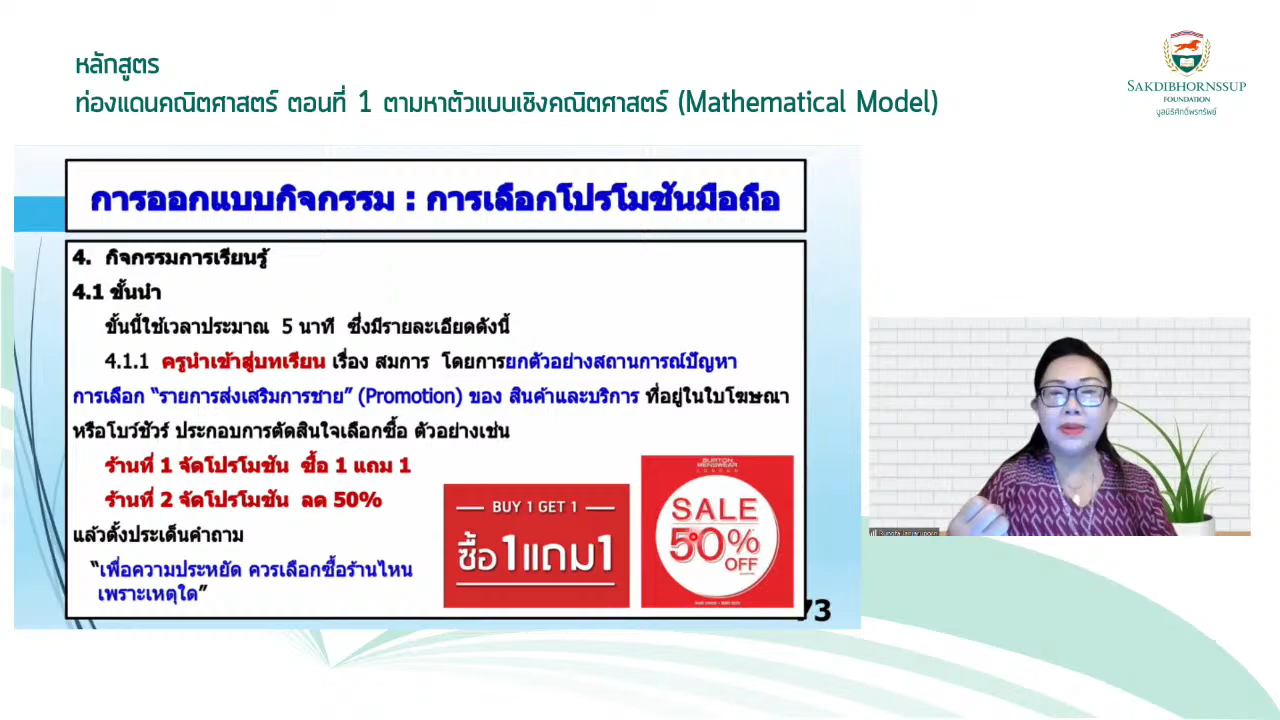 หลักสูตร
ท่องแดนคณิตศาสตร์ ตอนที่ 1 ตามหาตัวแบบเชิงคณิตศาสตร์ (Mathematical Model)
SAKDIBHORNSSUP
FOUNDATION
มูลนิธิศักดิ์พรทรัพย์
การออกแบบกิจกรรม : การเลือกโปรโมชันมือถือ
4. กิจกรรมการเรียนรู้
4.1 ขั้นนำ
ขั้นนี้ใช้เวลาประมาณ 5 นาที ซึ่งมีรายละเอียดดังนี้
4.1.1 ครูนำเข้าสู่บทเรียน เรื่อง สมการ โดยการยกตัวอย่างสถานการณ์ปัญหา
การเลือก “รายการส่งเสริมการขาย” (Promotion) ของ สินค้าและบริการ ที่อยู่ในใบโฆษณา
หรือโบว์ชัวร์ ประกอบการตัดสินใจเลือกซื้อ ตัวอย่างเช่น
ร้านที่ 1 จัดโปรโมชัน ซื้อ 1 แถม 1
ร้านที่ 2 จัดโปรโมชัน ลด 50%
แล้วตั้งประเด็นคำถาม
“เพื่อความประหยัด ควรเลือกซื้อร้านไหน
เพราะเหตุใด”
BUY 1 GET 1
ซื้อ 1 แถม 1
BURTON
MENSWEAR
LONDON
SALE
50%
OFF
73